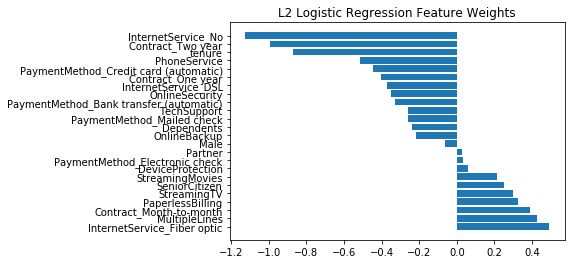 L2 Logistic Regression Feature Weights
InternetService_No
Contract_Two year
tenure
PhoneService
PaymentMethod_Credit card (automatic)
Contract_One year
InternetService_DSL
OnlineSecurity
PaymentMethod_Bank transfer (automatic)
TechSupport
PaymentMethod_Mailed check
Dependents
OnlineBackup
Male
Partner
PaymentMethod_Electronic check
DeviceProtection
StreamingMovies
SeniorCitizen
StreamingTV
PaperlessBilling
Contract_Month-to-month
MultipleLines
InternetService_Fiber optic
−1.2 −1.0 −0.8 −0.6 −0.4 −0.2 0.0 0.2 0.4